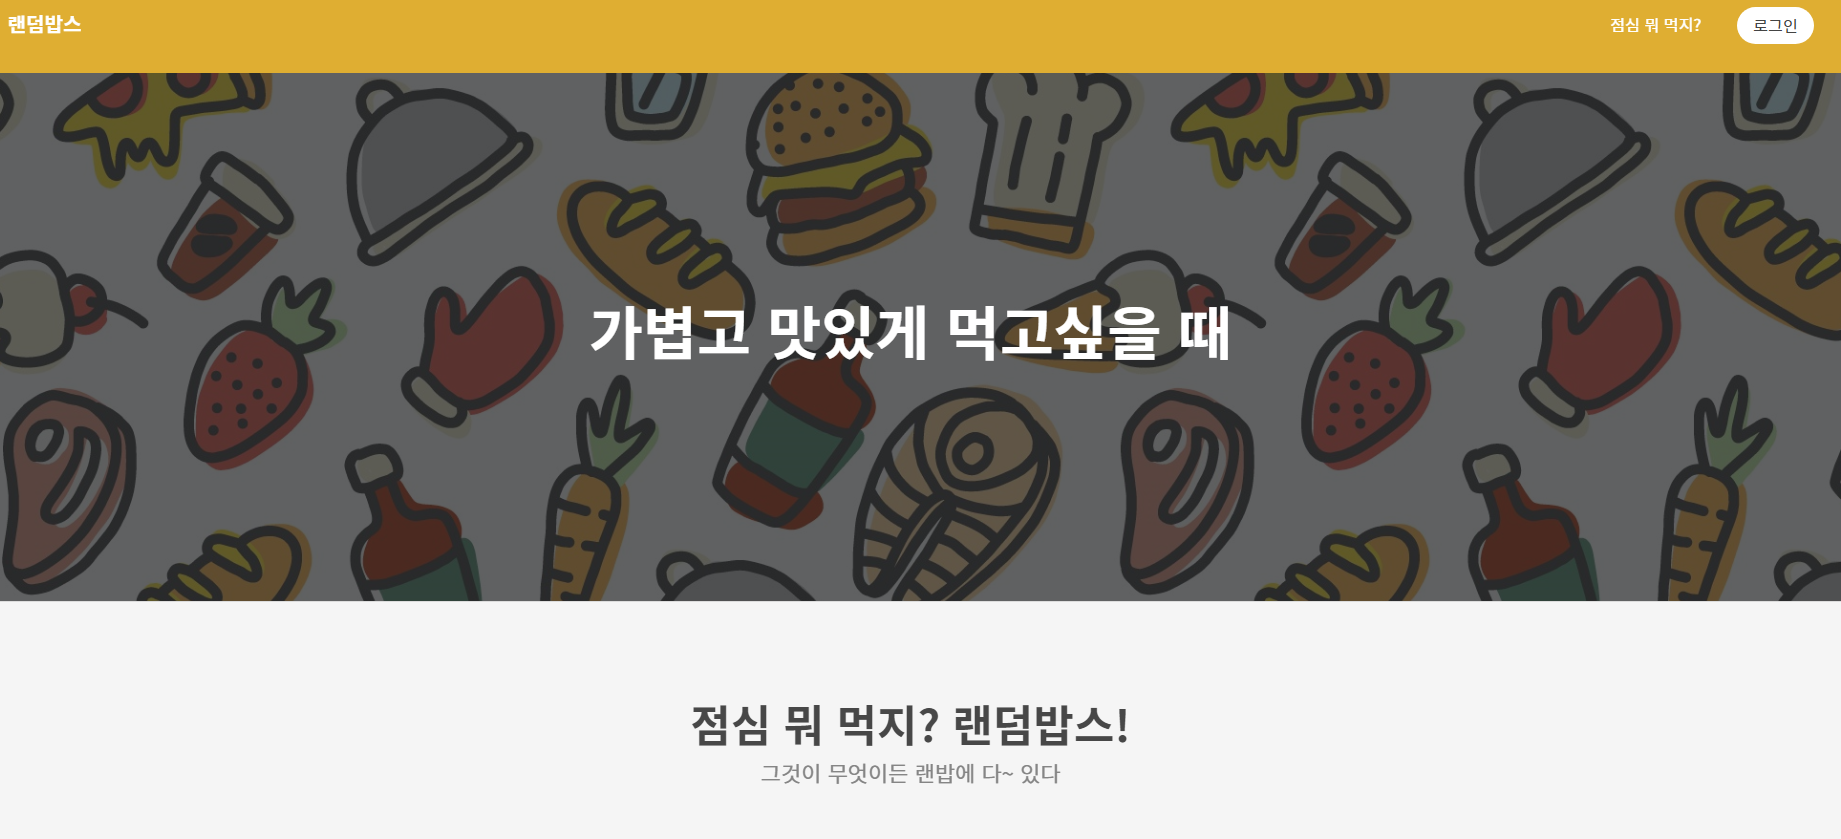 랜덤밥스
점심 뭐 먹지?
로그인
가볍고 맛있게 먹고싶을 때
점심 뭐 먹지? 랜덤밥스!
그것이 무엇이든 랜밥에 다~ 있다